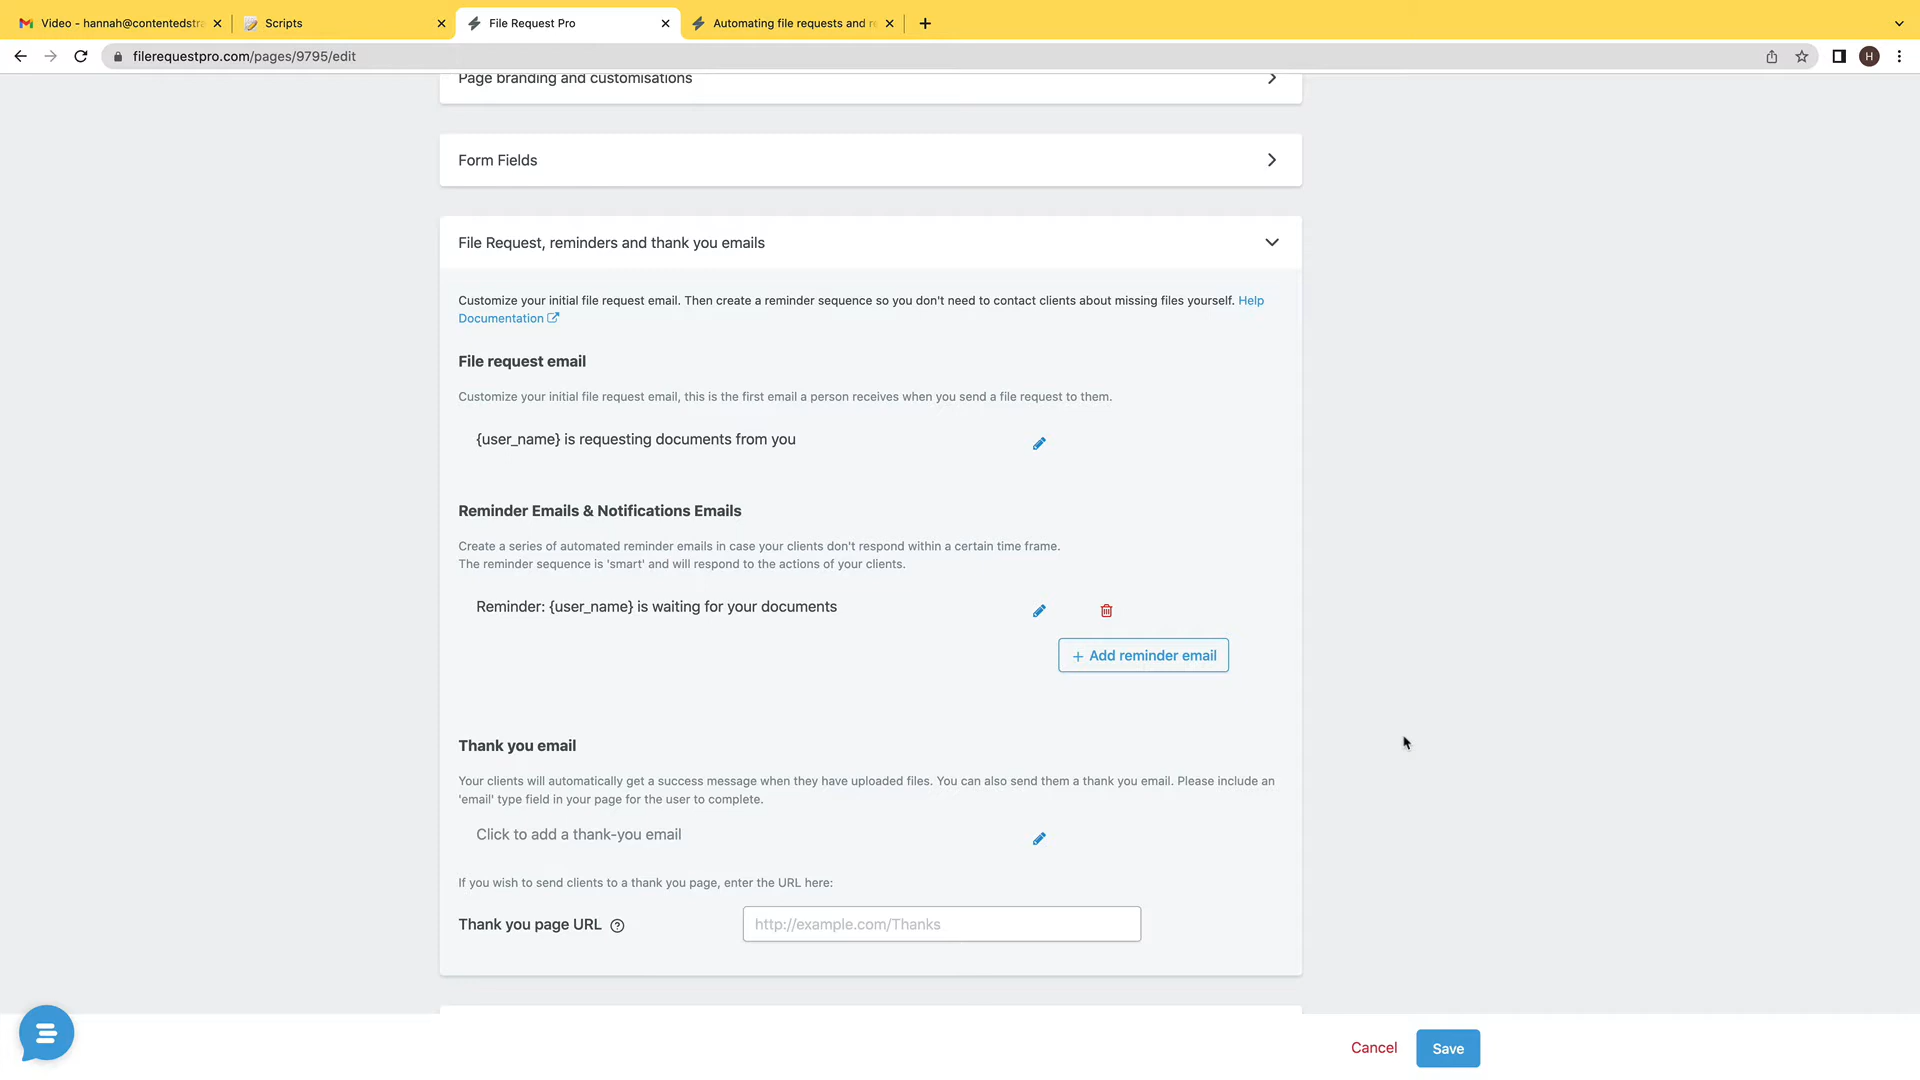 Video - hannah@contentedstra
Scripts
File Request Pro
Automating file requests and re
filerequestpro.com/pages/9795/edit
H
Page branding and customisations
Form Fields
File Request, reminders and thank you emails
Customize your initial file request email. Then create a reminder sequence so you don't need to contact clients about missing files yourself. Help
Documentation
File request email
Customize your initial file request email, this is the first email a person receives when you send a file request to them.
{user_name} is requesting documents from you
Reminder Emails & Notifications Emails
Create a series of automated reminder emails in case your clients don't respond within a certain time frame.
The reminder sequence is 'smart' and will respond to the actions of your clients.
Reminder: {user_name} is waiting for your documents
+ Add reminder email
Thank you email
Your clients will automatically get a success message when they have uploaded files. You can also send them a thank you email. Please include an
'email' type field in your page for the user to complete.
Click to add a thank-you email
If you wish to send clients to a thank you page, enter the URL here:
Thank you page URL ?
http://example.com/Thanks
Cancel
Save